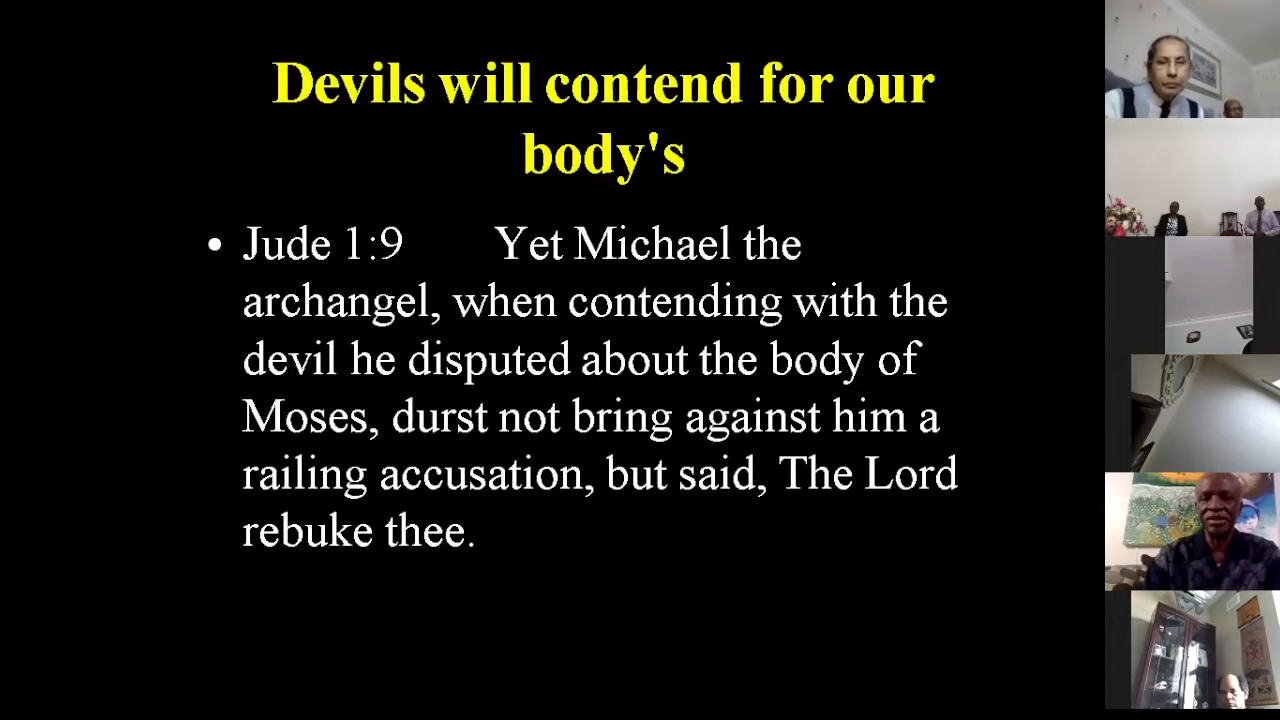 Devils will contend for our
body's
• Jude 1:9 Yet Michael the
archangel, when contending with the
devil he disputed about the body of
Moses, durst not bring against him a
railing accusation, but said, The Lord
rebuke thee.